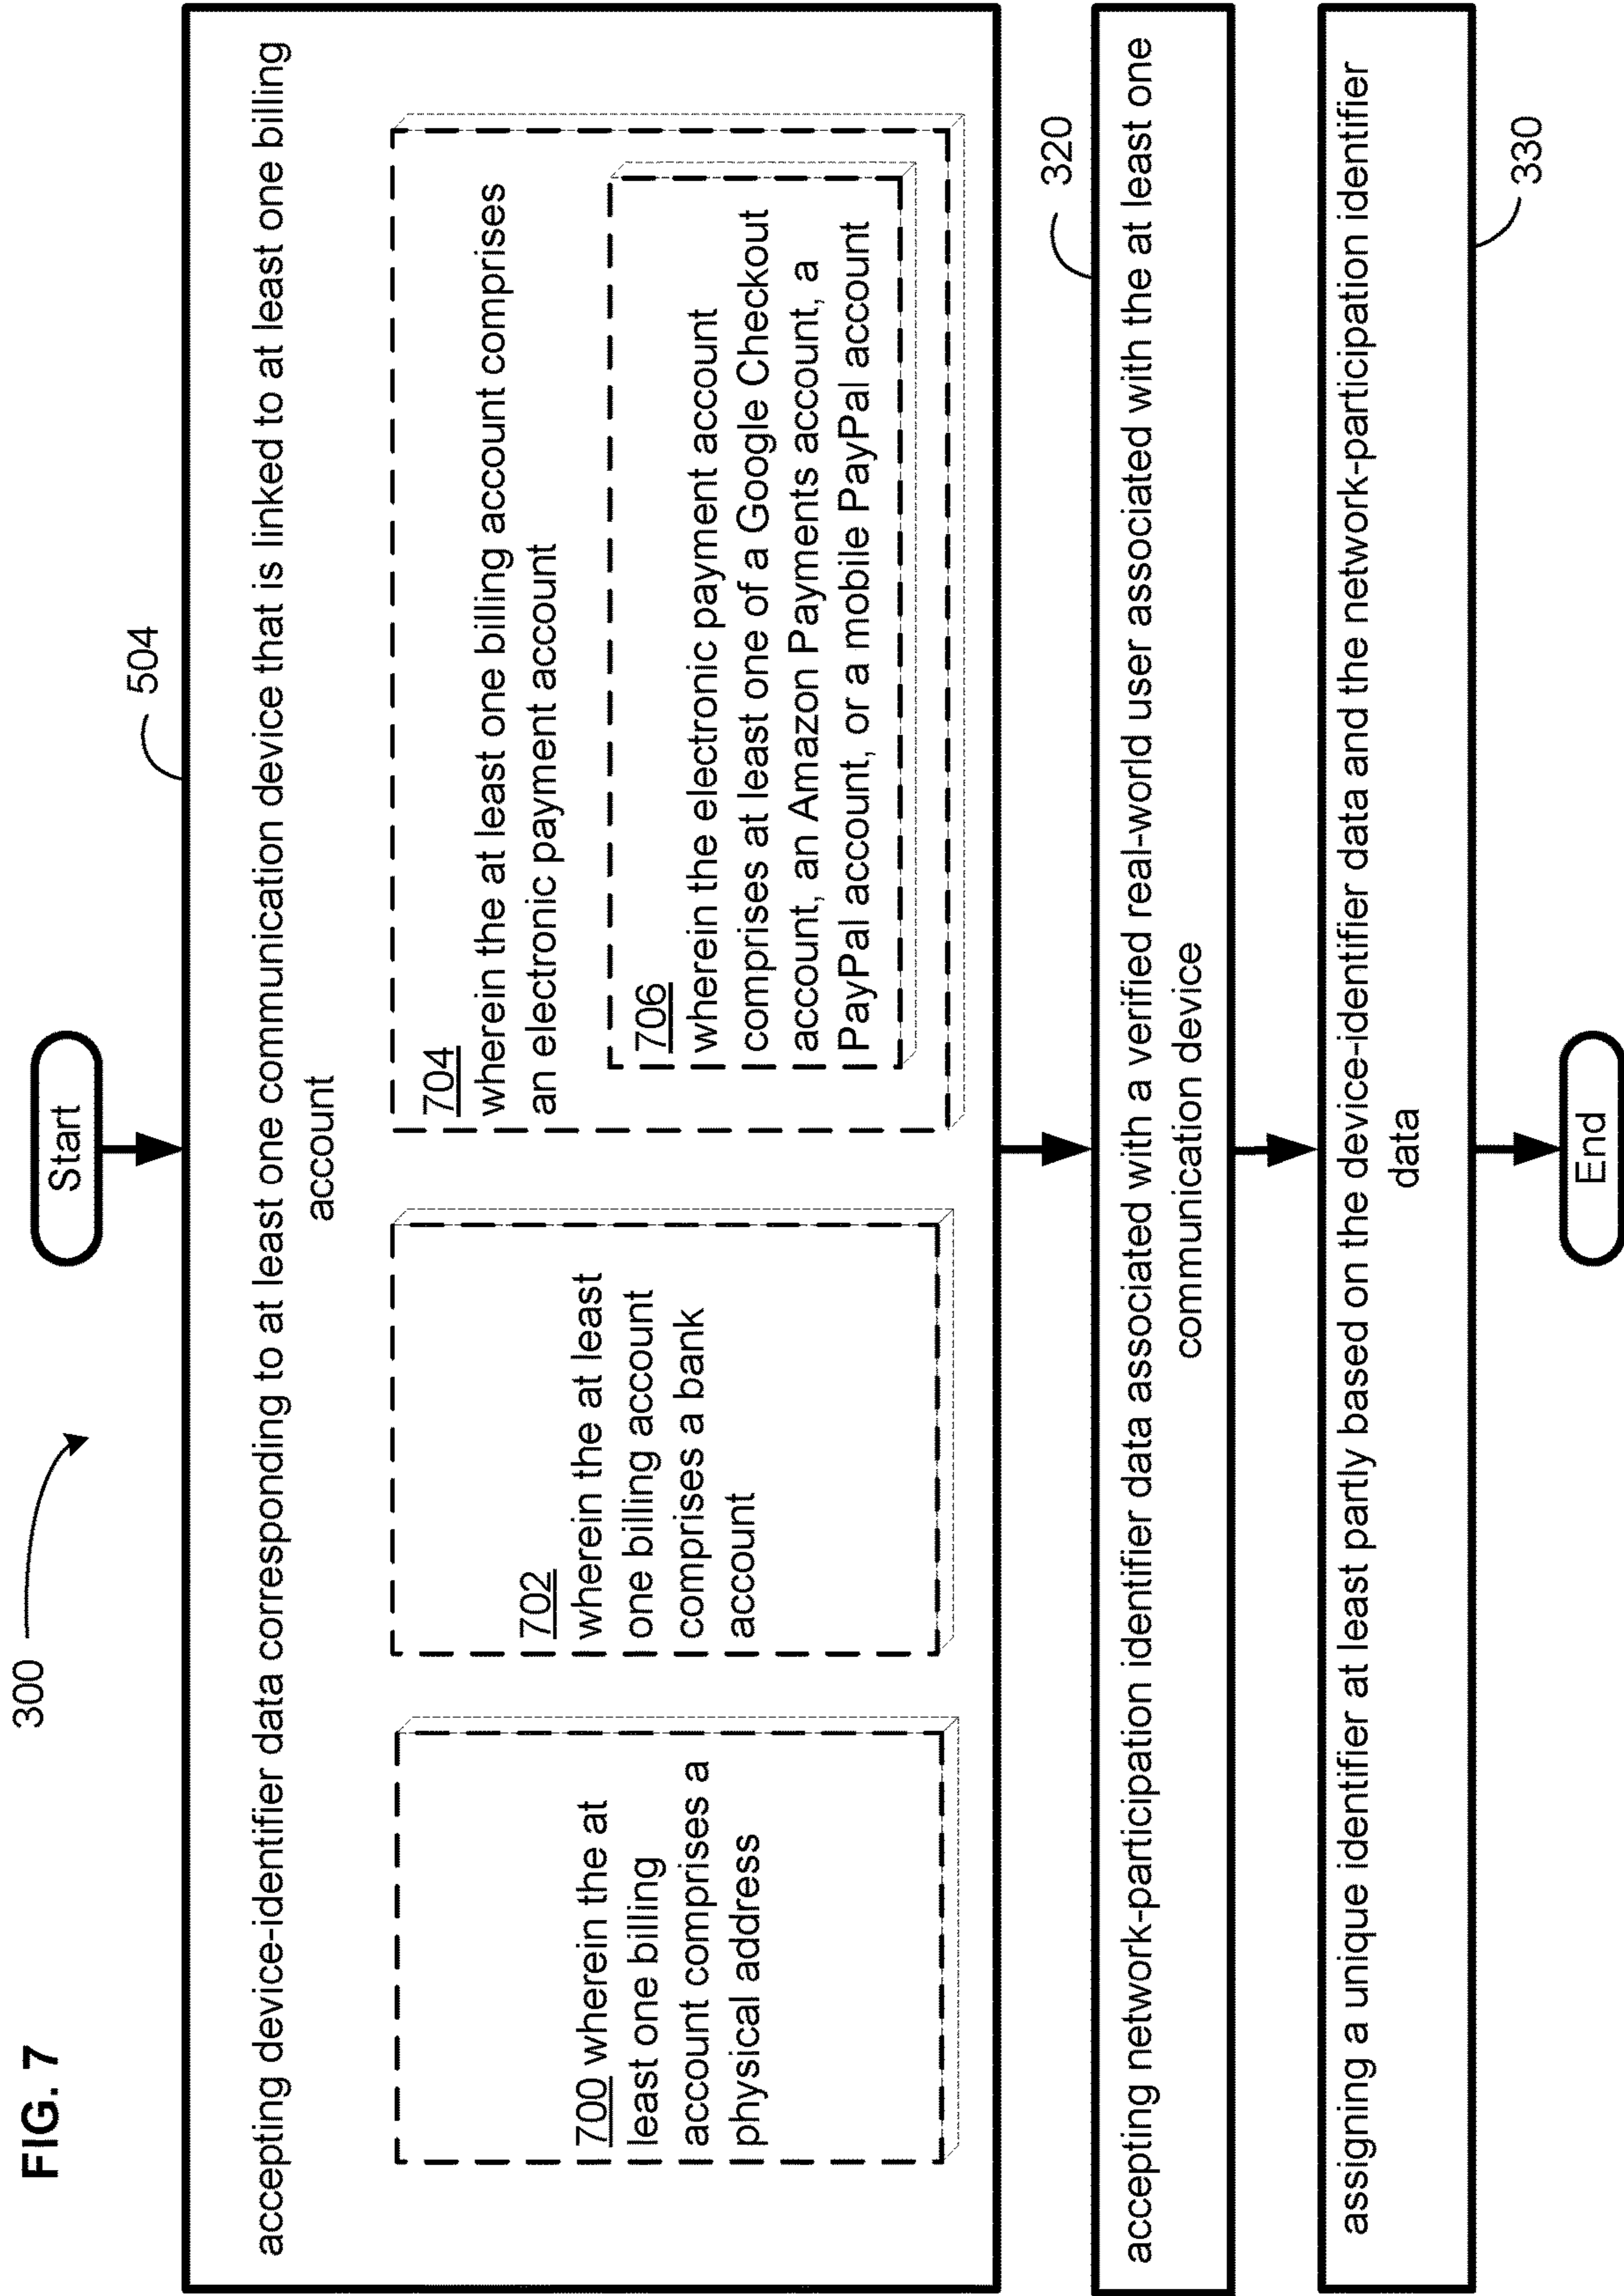 FIG. 7
300
Start
504
accepting device-identifier data corresponding to at least one communication device that is linked to at least one billing
account
700 wherein the at
least one billing
account comprises a
physical address
702
wherein the at least
one billing account
comprises a bank
account
704
wherein the at least one billing account comprises
an electronic payment account
706
wherein the electronic payment account
comprises at least one of a Google Checkout
account, an Amazon Payments account, a
PayPal account, or a mobile PayPal account
320
accepting network-participation identifier data associated with a verified real-world user associated with the at least one
communication device
330
assigning a unique identifier at least partly based on the device-identifier data and the network-participation identifier
data
End